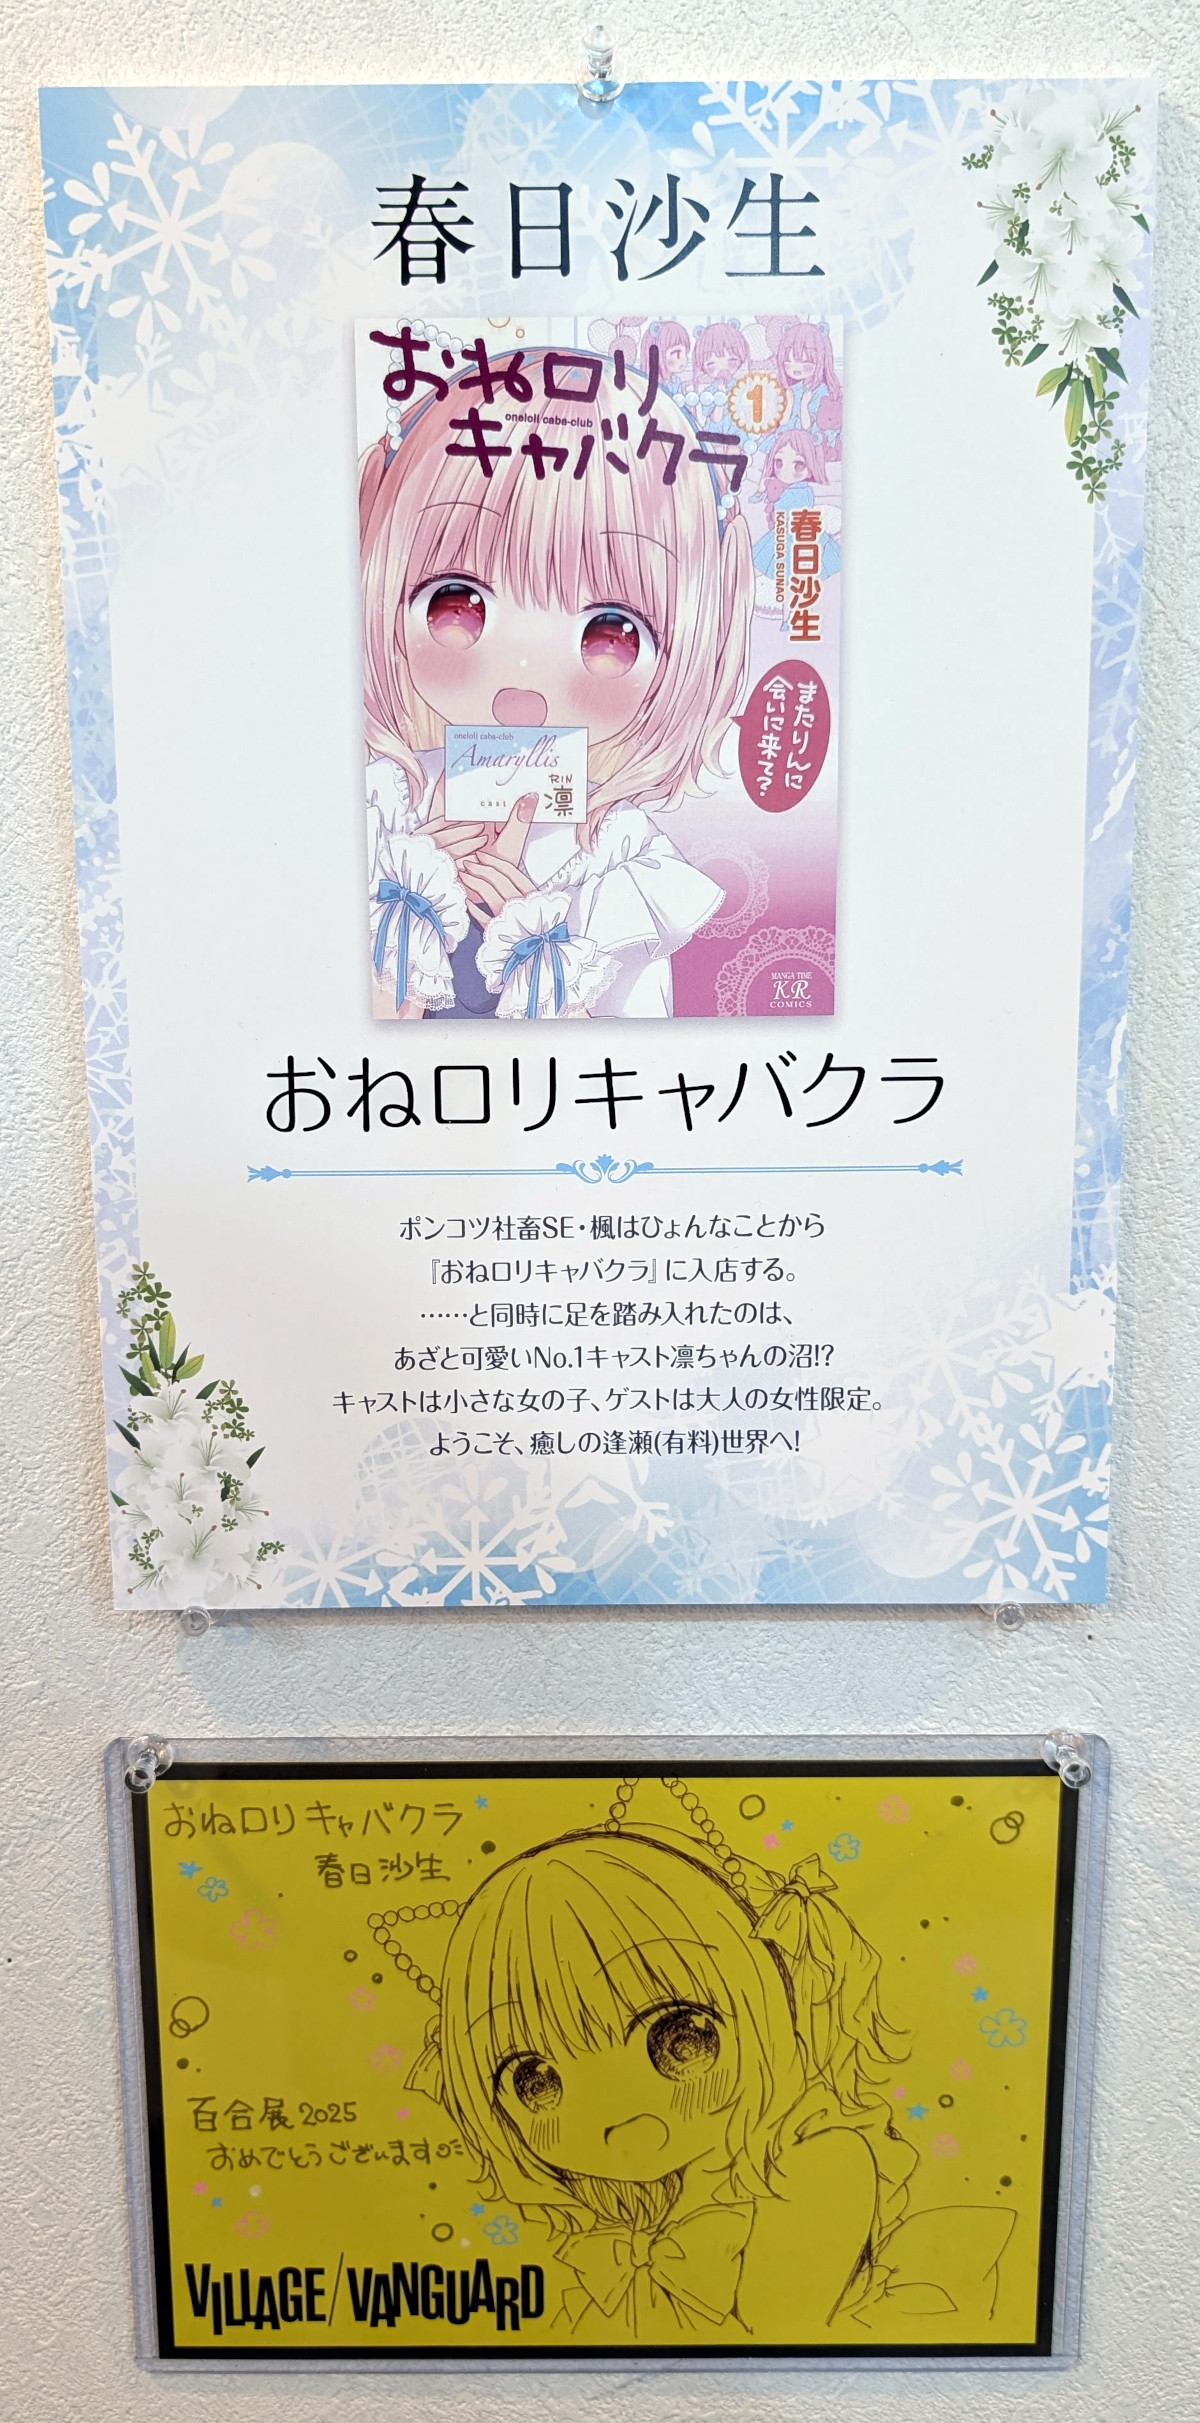 春日沙生
おねロリ
キャバクラ
oneloli caba-club
1
春日沙生
KASUGA SUNAO
またりんに
会いに来て?
oneloli caba-club
Amaryllis
RIN
cast 凛
MANGA TIME
KR
COMICS
おねロリキャバクラ
ポンコツ社畜SE・楓はひょんなことから
『おねロリキャバクラ』に入店する。
……と同時に足を踏み入れたのは、
あざと可愛いNo.1キャスト凛ちゃんの沼!?
キャストは小さな女の子、ゲストは大人の女性限定。
ようこそ、癒しの逢瀬(有料)世界へ!
おねロリキャバクラ
春日沙生
百合展2025
おめでとうございます
VILLAGE/VANGUARD